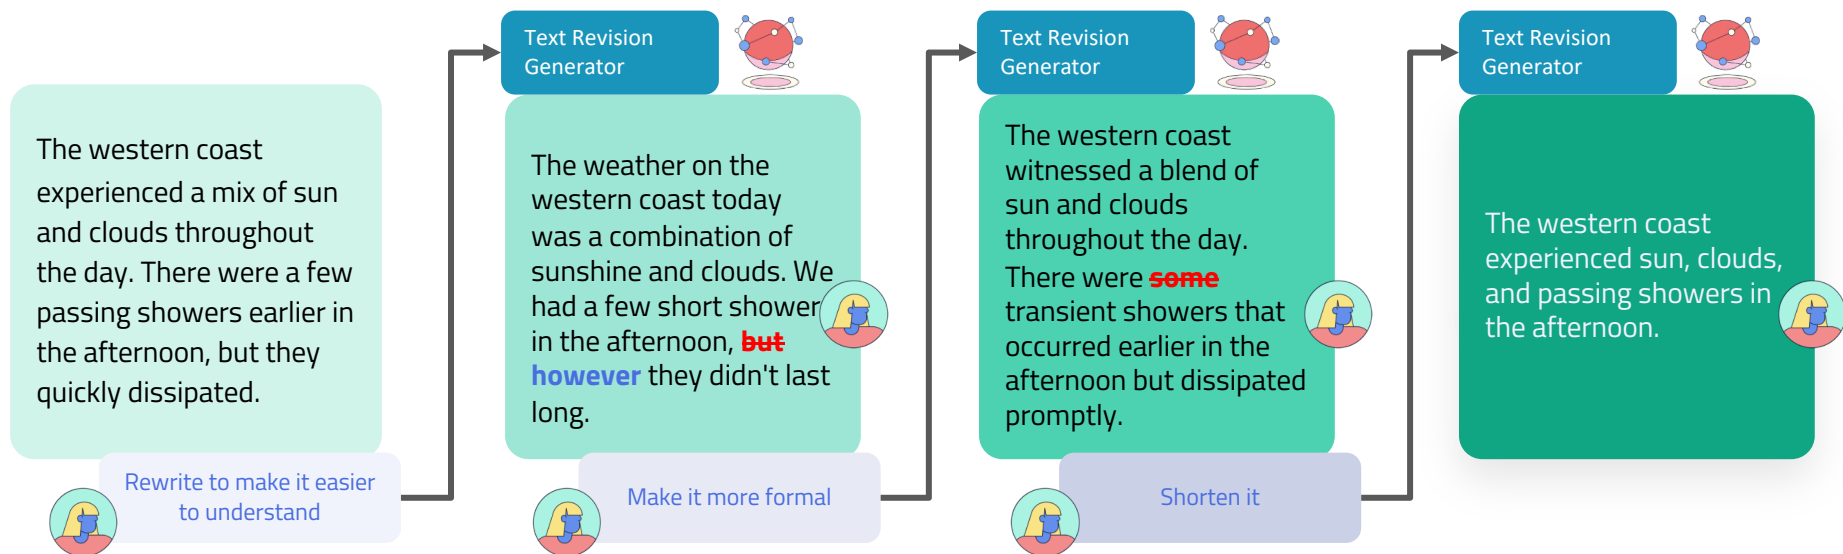 The western coast
experienced a mix of sun
and clouds throughout
the day. There were a few
passing showers earlier in
the afternoon, but they
quickly dissipated.
Rewrite to make it easier
to understand
Text Revision
Generator
The weather on the
western coast today
was a combination of
sunshine and clouds. We
had a few short shower
in the afternoon, but
however they didn't last
long.
Make it more formal
Text Revision
Generator
The western coast
witnessed a blend of
sun and clouds
throughout the day.
There were some
transient showers that
occurred earlier in the
afternoon but dissipated
promptly.
Shorten it
Text Revision
Generator
The western coast
experienced sun, clouds,
and passing showers in
the afternoon.